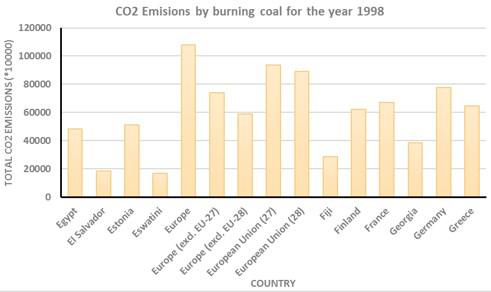 CO2 Emisions by burning coal for the year 1998
TOTAL CO2 EMISSIONS (*10000)
120000
100000
80000
60000
40000
20000
0
Egypt
El Salvador
Estonia
Eswatini
Europe
Europe (excl. EU-27)
Europe (excl. EU-28)
European Union (27)
European Union (28)
Fiji
Finland
France
Georgia
Germany
Greece
COUNTRY